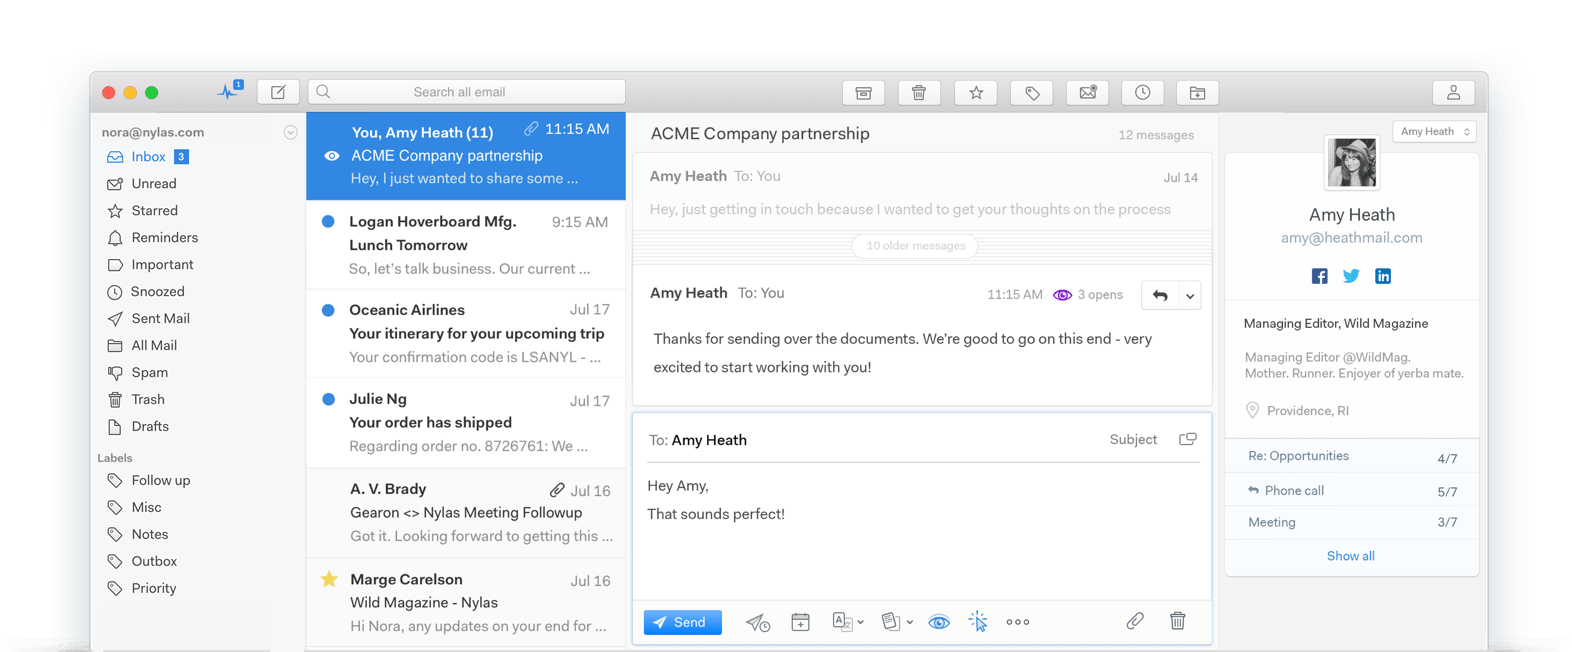 1
Search all email
nora@nylas.com
Inbox 3
Unread
Starred
Reminders
Important
Snoozed
Sent Mail
All Mail
Spam
Trash
Drafts
Labels
Follow up
Misc
Notes
Outbox
Priority
You, Amy Heath (11) 11:15 AM
ACME Company partnership
Hey, I just wanted to share some ...
Logan Hoverboard Mfg. 9:15 AM
Lunch Tomorrow
So, let's talk business. Our current ...
Oceanic Airlines Jul 17
Your itinerary for your upcoming trip
Your confirmation code is LSANYL - ...
Julie Ng Jul 17
Your order has shipped
Regarding order no. 8726761: We ...
A. V. Brady Jul 16
Gearon <> Nylas Meeting Followup
Got it. Looking forward to getting this ...
Marge Carelson Jul 16
Wild Magazine - Nylas
Hi Nora, any updates on your end for ...
ACME Company partnership 12 messages
Amy Heath To: You Jul 14
Hey, just getting in touch because I wanted to get your thoughts on the process
10 older messages
Amy Heath To: You 11:15 AM 3 opens
Thanks for sending over the documents. We're good to go on this end - very
excited to start working with you!
To: Amy Heath Subject
Hey Amy,
That sounds perfect!
Send
Amy Heath
Amy Heath
amy@heathmail.com
Managing Editor, Wild Magazine
Managing Editor @WildMag.
Mother. Runner. Enjoyer of yerba mate.
Providence, RI
Re: Opportunities 4/7
Phone call 5/7
Meeting 3/7
Show all